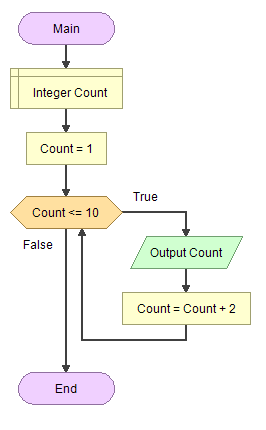 Main
Integer Count
Count = 1
Count <= 10
True
False
Output Count
Count = Count + 2
End